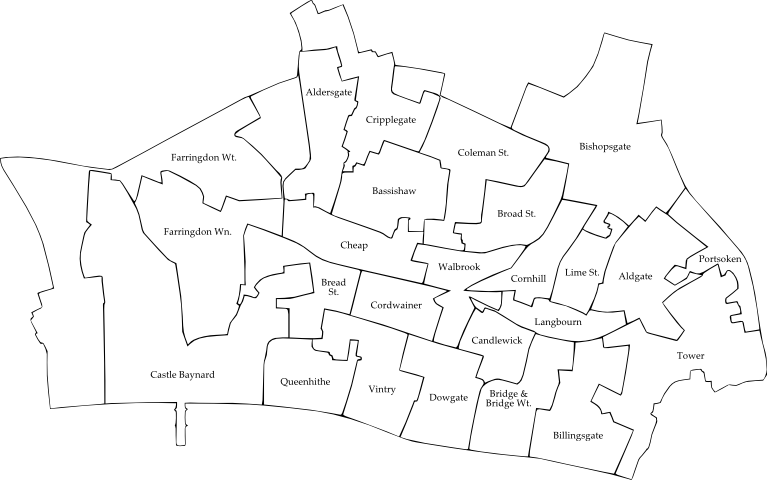 Aldersgate
Cripplegate
Bishopsgate
Coleman St.
Farringdon Wt.
Bassishaw
Broad St.
Farringdon Wn.
Cheap
Portsoken
Walbrook
Lime St.
Aldgate
Cornhill
Bread
St.
Cordwainer
Langbourn
Candlewick
Tower
Castle Baynard
Queenhithe
Vintry
Dowgate
Bridge &
Bridge Wt.
Billingsgate